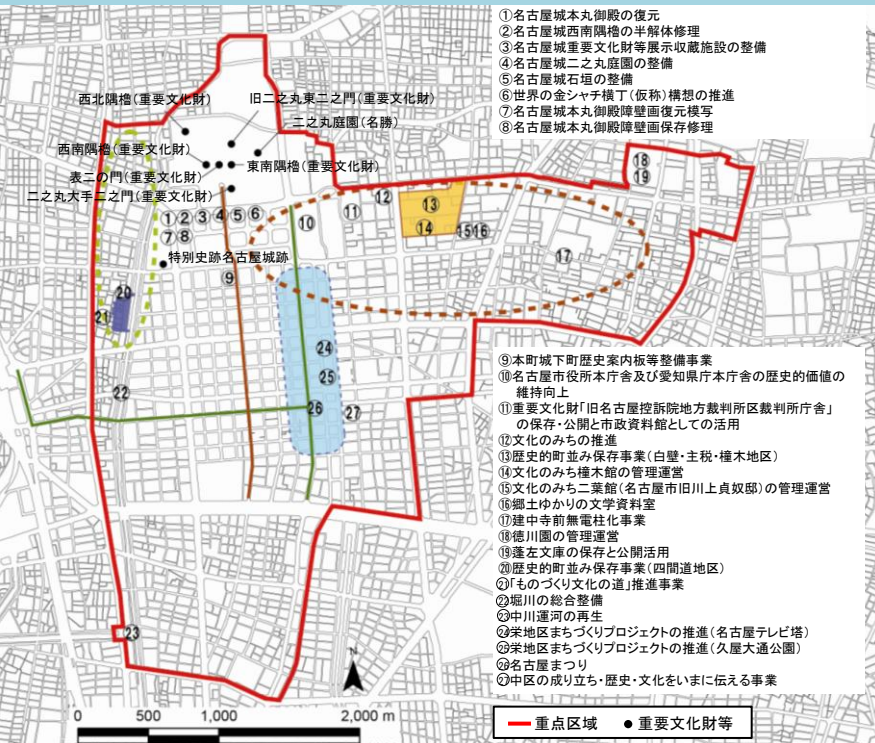 ①名古屋城本丸御殿の復元
②名古屋城西南隅櫓の半解体修理
③名古屋城重要文化財等展示収蔵施設の整備
④名古屋城二之丸庭園の整備
⑤名古屋城石垣の整備
⑥世界の金シャチ横丁(仮称)構想の推進
⑦名古屋城本丸御殿障壁画復元模写
⑧名古屋城本丸御殿障壁画保存修理
西北隅櫓(重要文化財)
旧二之丸東二之門(重要文化財)
二之丸庭園(名勝)
西南隅櫓(重要文化財)
東南隅櫓(重要文化財)
表二の門(重要文化財)
二之丸大手二之門(重要文化財)
⑱
⑲
⑫
⑬
①②③④⑤⑥
⑩
⑪
⑭
⑮⑯
⑦⑧
⑰
特別史跡名古屋城跡
⑨
⑳
㉑
㉔
㉕
㉒
㉖
㉗
㉓
⑨本町城下町歴史案内板等整備事業
⑩名古屋市役所本庁舎及び愛知県庁本庁舎の歴史的価値の
維持向上
⑪重要文化財「旧名古屋控訴院地方裁判所区裁判所庁舎」
の保存・公開と市政資料館としての活用
⑫文化のみちの推進
⑬歴史的町並み保存事業(白壁・主税・橦木地区)
⑭文化のみち橦木館の管理運営
⑮文化のみち二葉館(名古屋市旧川上貞奴邸)の管理運営
⑯郷土ゆかりの文学資料室
⑰建中寺前無電柱化事業
⑱徳川園の管理運営
⑲蓬左文庫の保存と公開活用
⑳歴史的町並み保存事業(四間道地区)
㉑「ものづくり文化の道」推進事業
㉒堀川の総合整備
㉓中川運河の再生
㉔栄地区まちづくりプロジェクトの推進(名古屋テレビ塔)
㉕栄地区まちづくりプロジェクトの推進(久屋大通公園)
㉖名古屋まつり
㉗中区の成り立ち・歴史・文化をいまに伝える事業
N
0 500 1,000 2,000 m
重点区域 ●重要文化財等